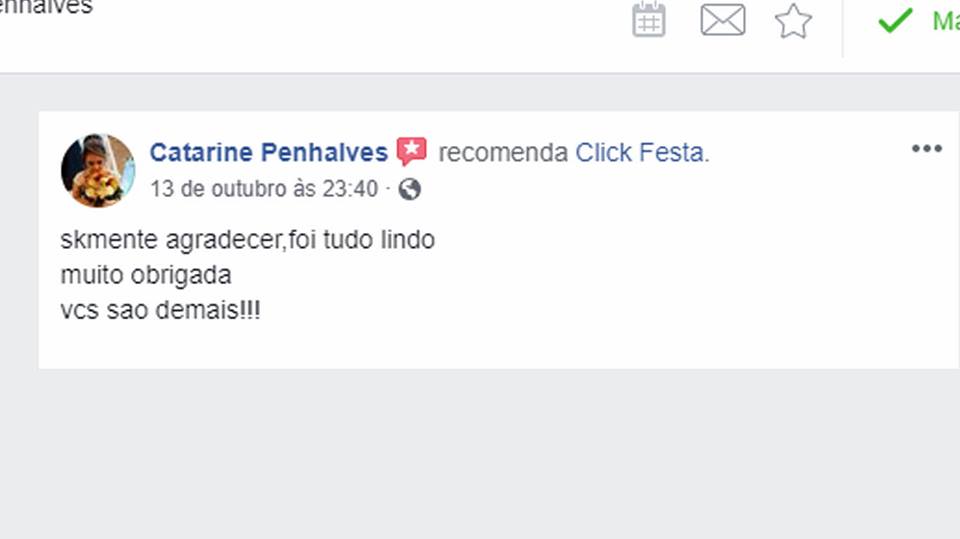 enhalves
Ma
Catarine Penhalves recomenda Click Festa.
13 de outubro às 23:40 ·
skmente agradecer,foi tudo lindo
muito obrigada
vcs sao demais!!!